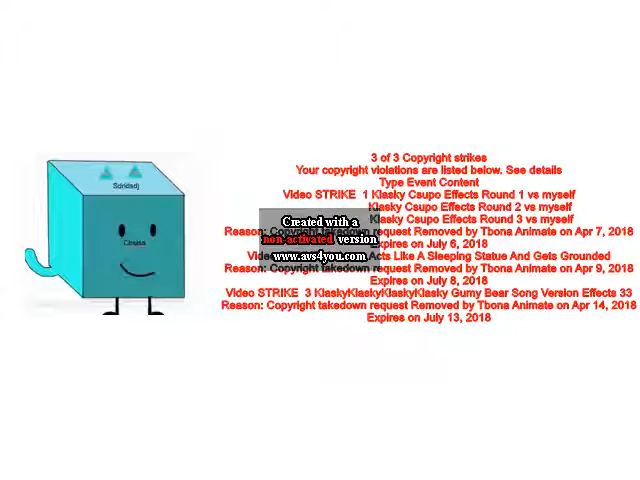 3 of 3 Copyright strikes
Your copyright violations are listed below. See details
Type Event Content
Video STRIKE 1 Klasky Csupo Effects Round 1 vs myself
Klasky Csupo Effects Round 2 vs myself
Klasky Csupo Effects Round 3 vs myself
Reason: Copyright takedown request Removed by Tbona Animate on Apr 7, 2018
Expires on July 6, 2018
Acts Like A Sleeping Statue And Gets Grounded
Reason: Copyright takedown request Removed by Tbona Animate on Apr 9, 2018
Expires on July 8, 2018
Video STRIKE 3 KlaskyKlaskyKlaskyKlasky Gumy Bear Song Version Effects 33
Reason: Copyright takedown request Removed by Tbona Animate on Apr 14, 2018
Expires on July 13, 2018
Created with a
non-activated version
www.avs4you.com